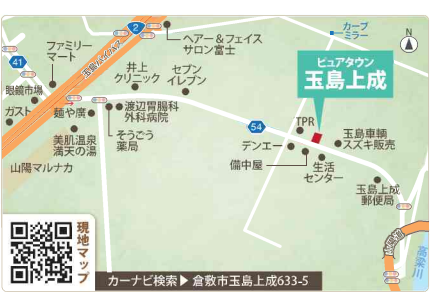 2
ヘアー＆フェイス
サロン富士
カーブ
ミラー
N
ファミリー
マート
41
玉島バイパス
井上
クリニック
セブン
イレブン
ピュアタウン
玉島上成
眼鏡市場
ガスト
麺や廣
渡辺胃腸科
外科病院
そうごう
薬局
美肌温泉
満天の湯
山陽マルナカ
54
TPR
デンエー
備中屋
生活
センター
玉島車輌
スズキ販売
玉島上成
郵便局
高梁川
現地マップ
カーナビ検索▶倉敷市玉島上成633-5